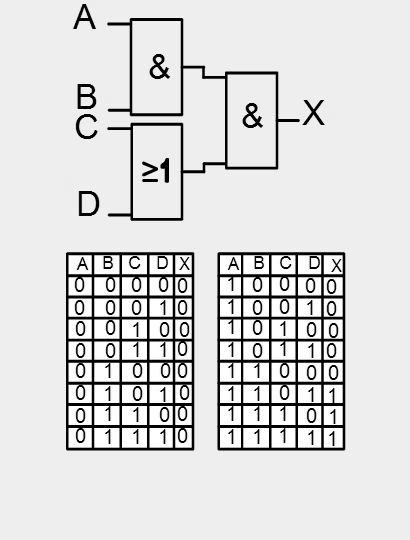 A
&
B
& X
C
≥1
D
A B C D X
0 0 0 0 0
0 0 0 1 0
0 0 1 0 0
0 0 1 1 0
0 1 0 0 0
0 1 0 1 0
0 1 1 0 0
0 1 1 1 0
A B C D X
1 0 0 0 0
1 0 0 1 0
1 0 1 0 0
1 0 1 1 0
1 1 0 0 0
1 1 0 1 1
1 1 1 0 1
1 1 1 1 1